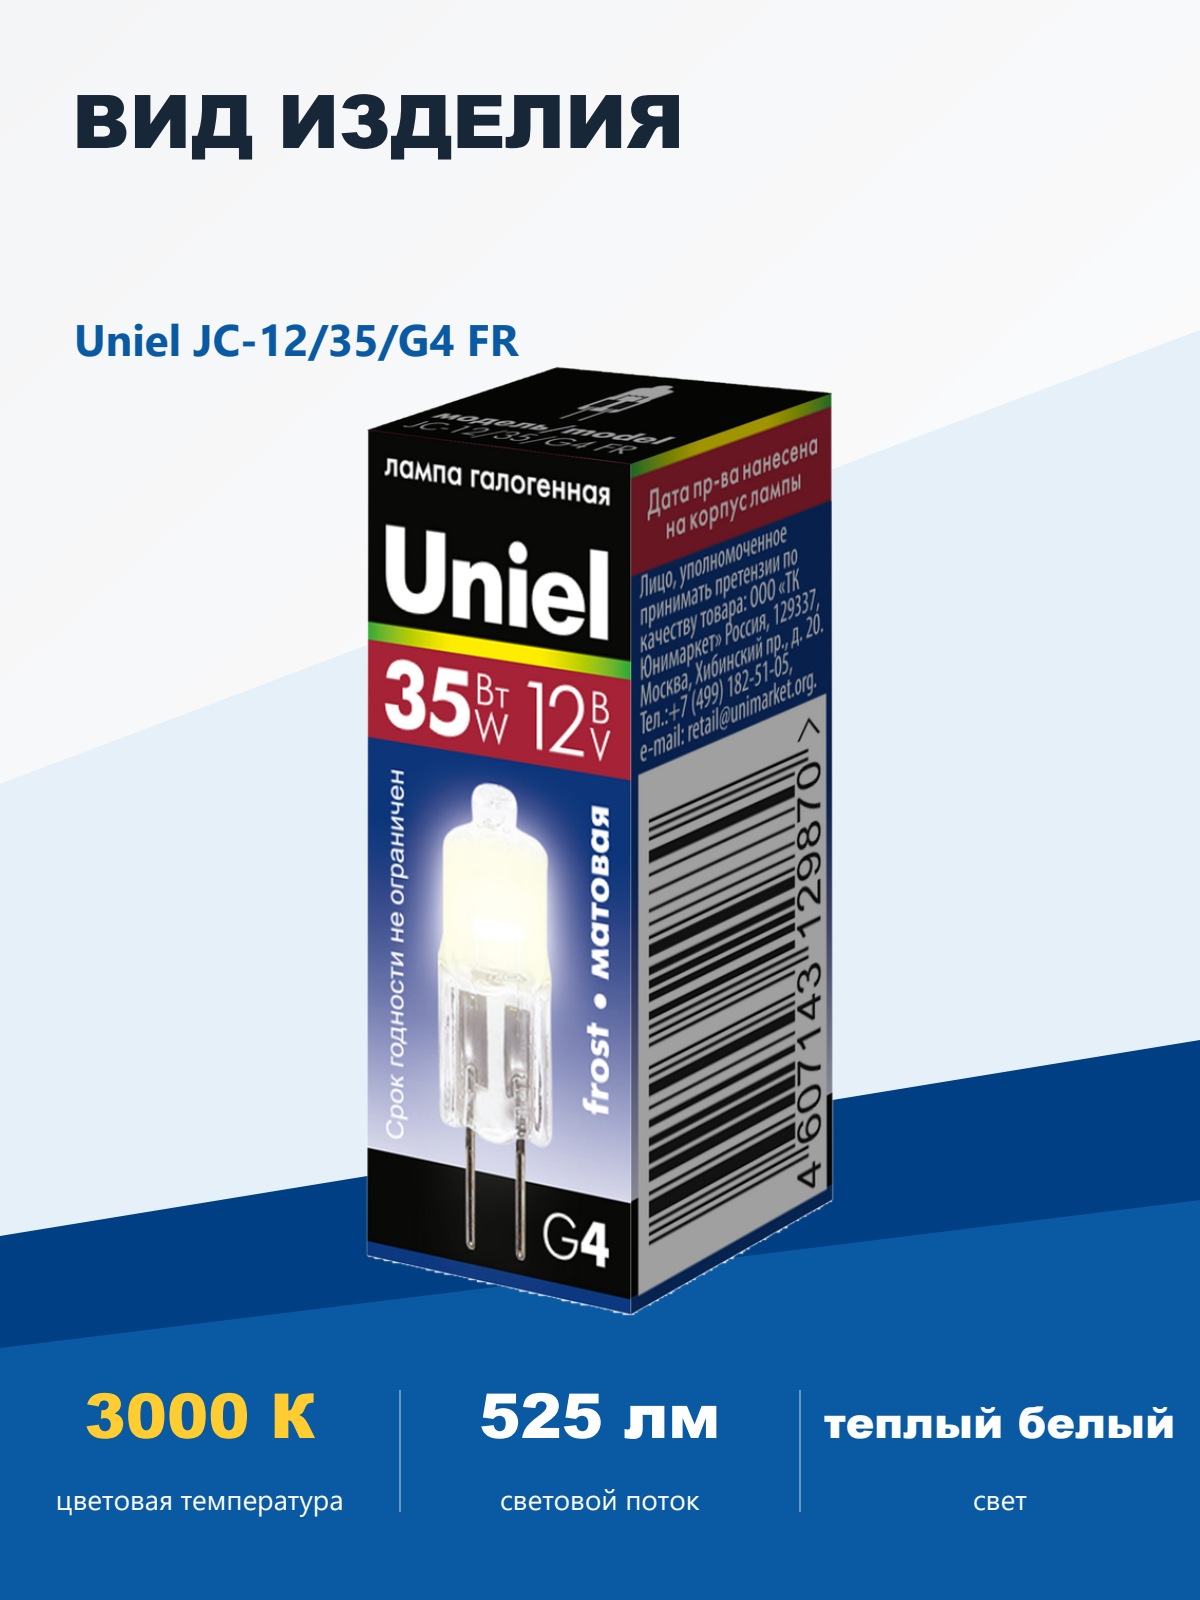 ВИД ИЗДЕЛИЯ
Uniel JC-12/35/G4 FR
модель/model
JC-12/35/G4 FR
лампа галогенная
Uniel
35 Вт W 12 В V
Срок годности не ограничен
frost • матовая
G4
Дата пр-ва нанесена
на корпус лампы
Лицо, уполномоченное
принимать претензии по
качеству товара: ООО «ТК
Юнимаркет» Россия, 129337,
Москва, Хибинский пр., д. 20.
Тел.:+7 (499) 182-51-05,
e-mail: retail@unimarket.org.
4 607143 129870 >
3000 К
цветовая температура
525 лм
световой поток
теплый белый
свет